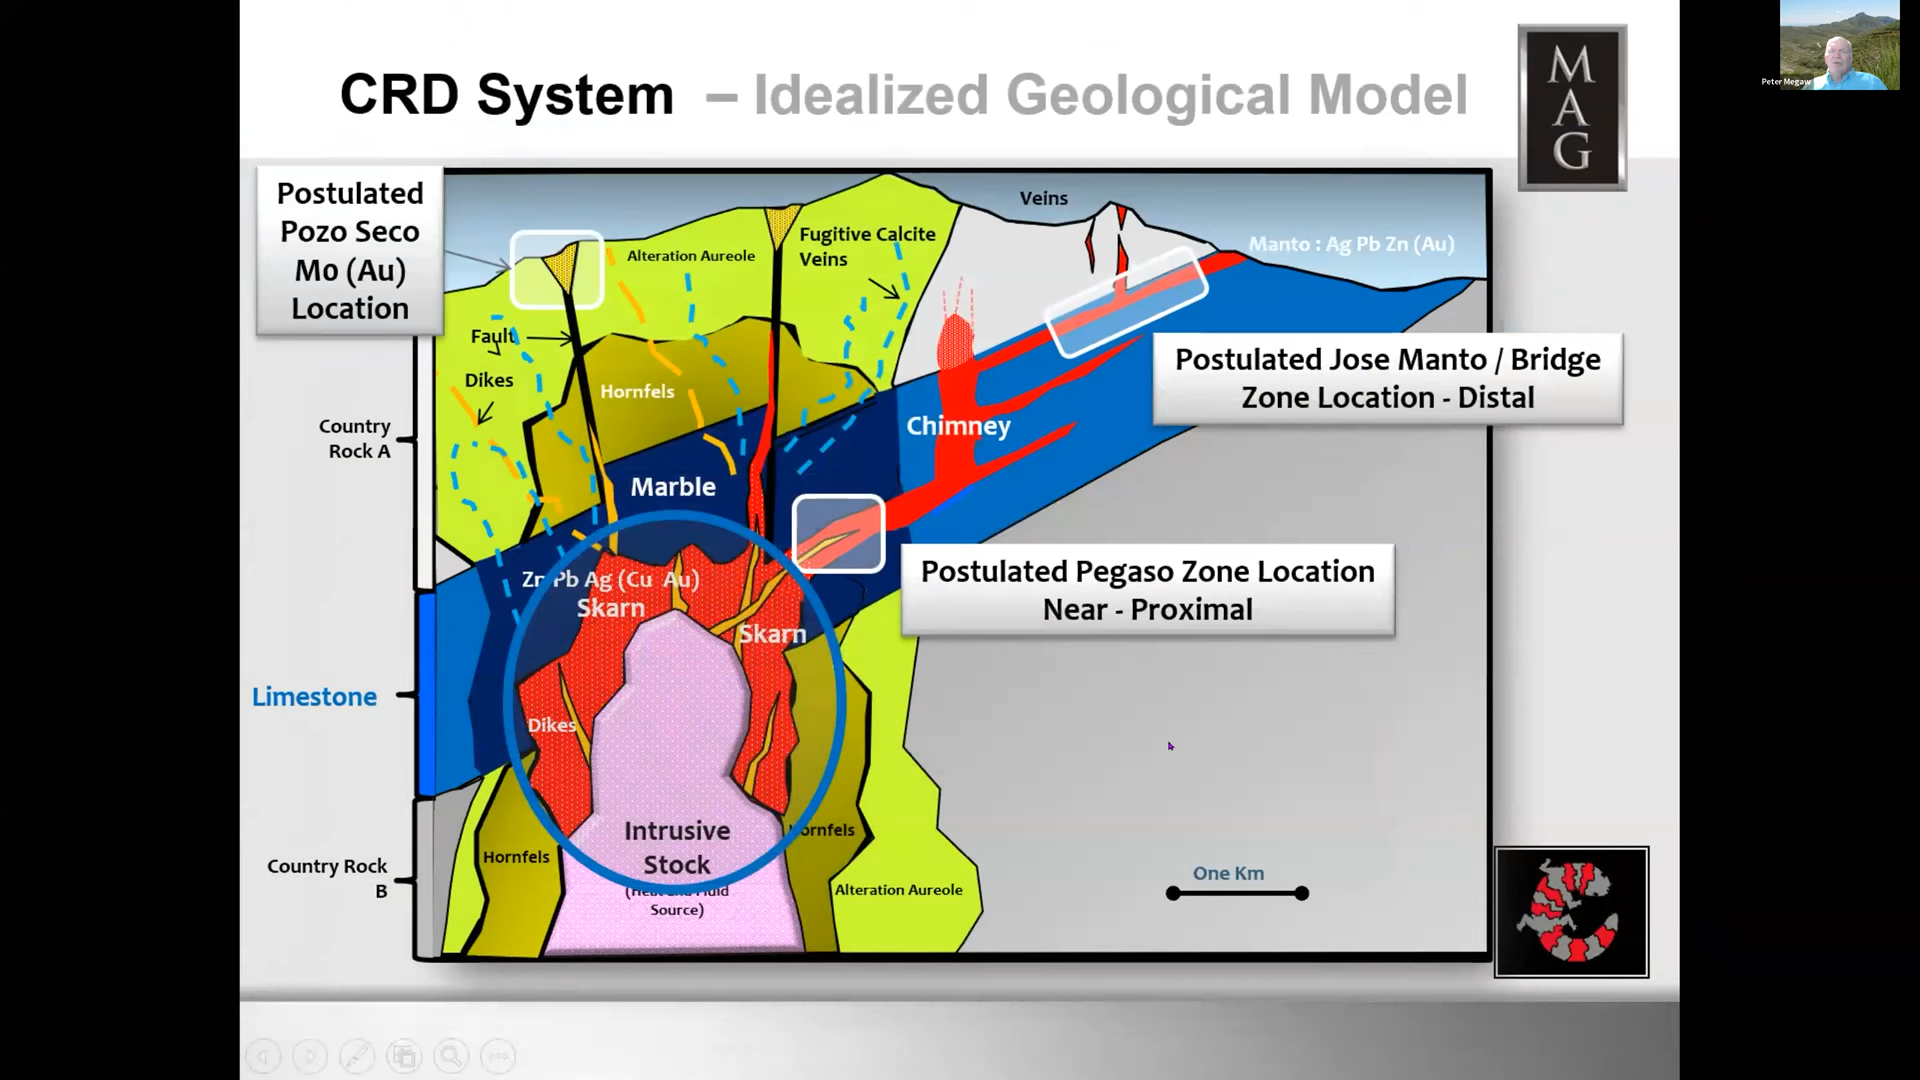 CRD System – Idealized Geological Model
M
A
G
Peter Megaw
Postulated
Pozo Seco
Mo (Au)
Location
Veins
Manto : Ag Pb Zn (Au)
Fugitive Calcite
Veins
Alteration Aureole
Fault
Dikes
Hornfels
Country
Rock A
Chimney
Postulated Jose Manto / Bridge
Zone Location - Distal
Marble
Zn Pb Ag (Cu Au)
Skarn
Skarn
Postulated Pegaso Zone Location
Near - Proximal
Limestone
Dikes
Intrusive
Stock
(Heat and Fluid
Source)
Hornfels
Hornfels
Country Rock
B
Alteration Aureole
One Km